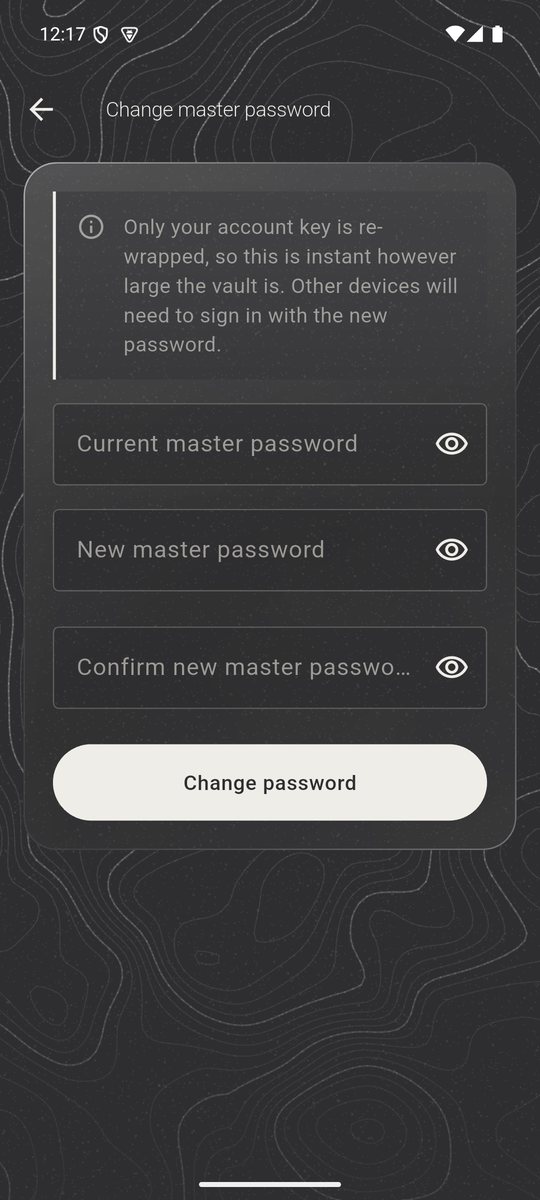 12:17
Change master password
Only your account key is re-
wrapped, so this is instant however
large the vault is. Other devices will
need to sign in with the new
password.
Current master password
New master password
Confirm new master passwo…
Change password